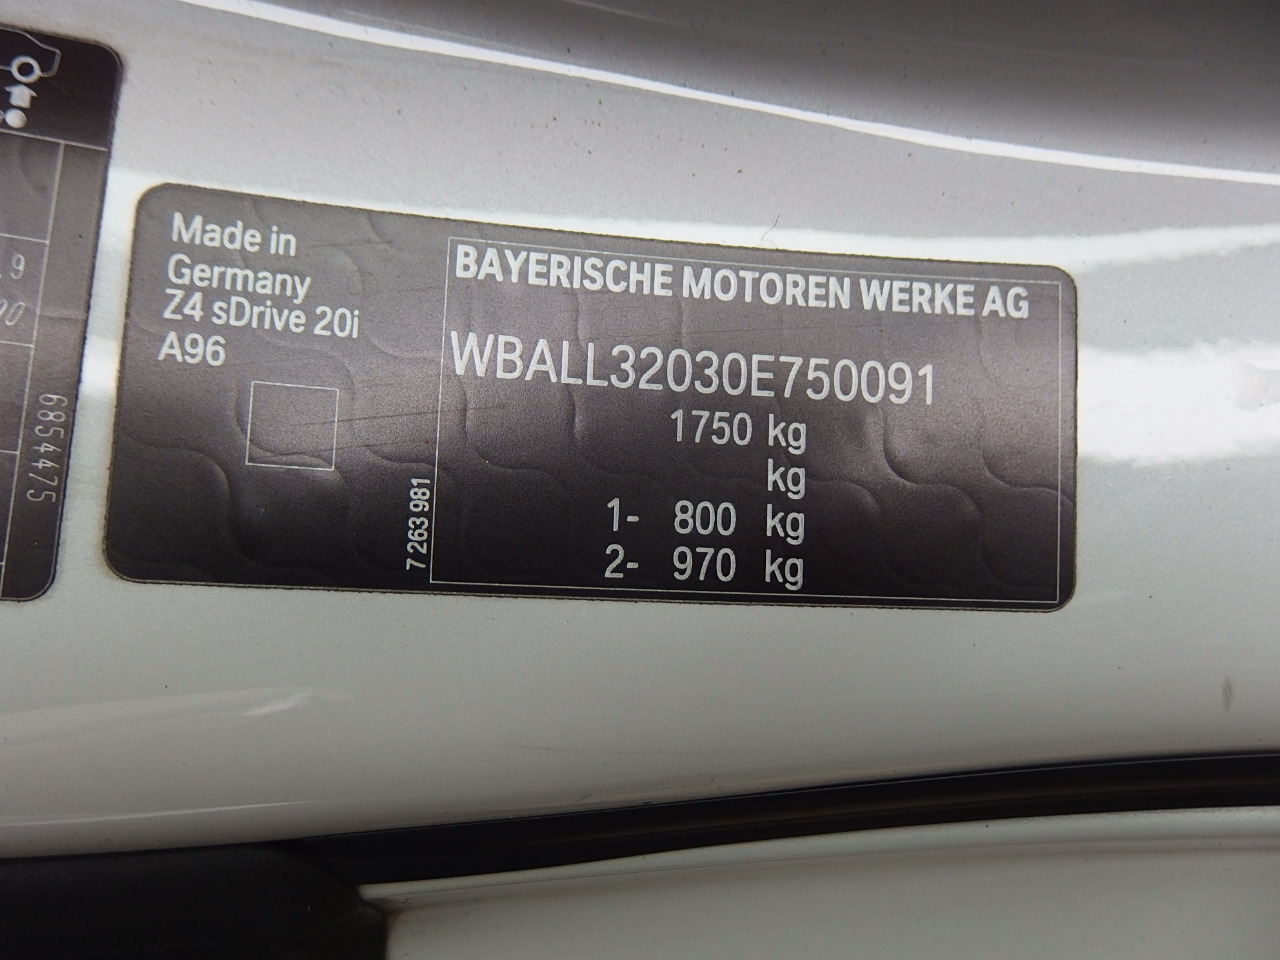 Made in
Germany
Z4 sDrive 20i
A96
7 263 981
BAYERISCHE MOTOREN WERKE AG
WBALL32030E750091
1750 kg
kg
1- 800 kg
2- 970 kg
6854475